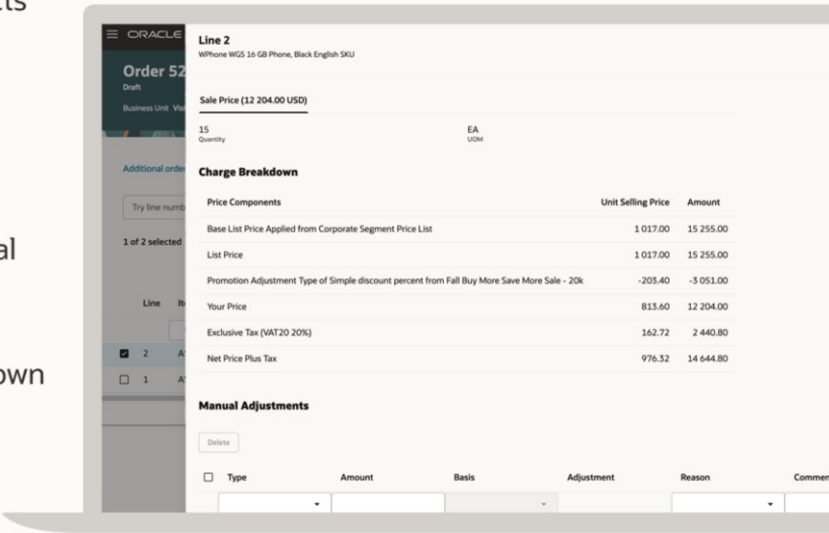 cts
al
own
ORACLE
Order 52
Draft
Business Unit Vis
Additional order
Try line numb
1 of 2 selected
Line It
2 A
1 A
Line 2
WPhone WGS 16 GB Phone, Black English SKU
Sale Price (12 204.00 USD)
15 EA
Quantity UOM
Charge Breakdown
Price Components Unit Selling Price Amount
Base List Price Applied from Corporate Segment Price List 1 017.00 15 255.00
List Price 1 017.00 15 255.00
Promotion Adjustment Type of Simple discount percent from Fall Buy More Save More Sale - 20k -203.40 -3 051.00
Your Price 813.60 12 204.00
Exclusive Tax (VAT20 20%) 162.72 2 440.80
Net Price Plus Tax 976.32 14 644.80
Manual Adjustments
Delete
Type Amount Basis Adjustment Reason Commen